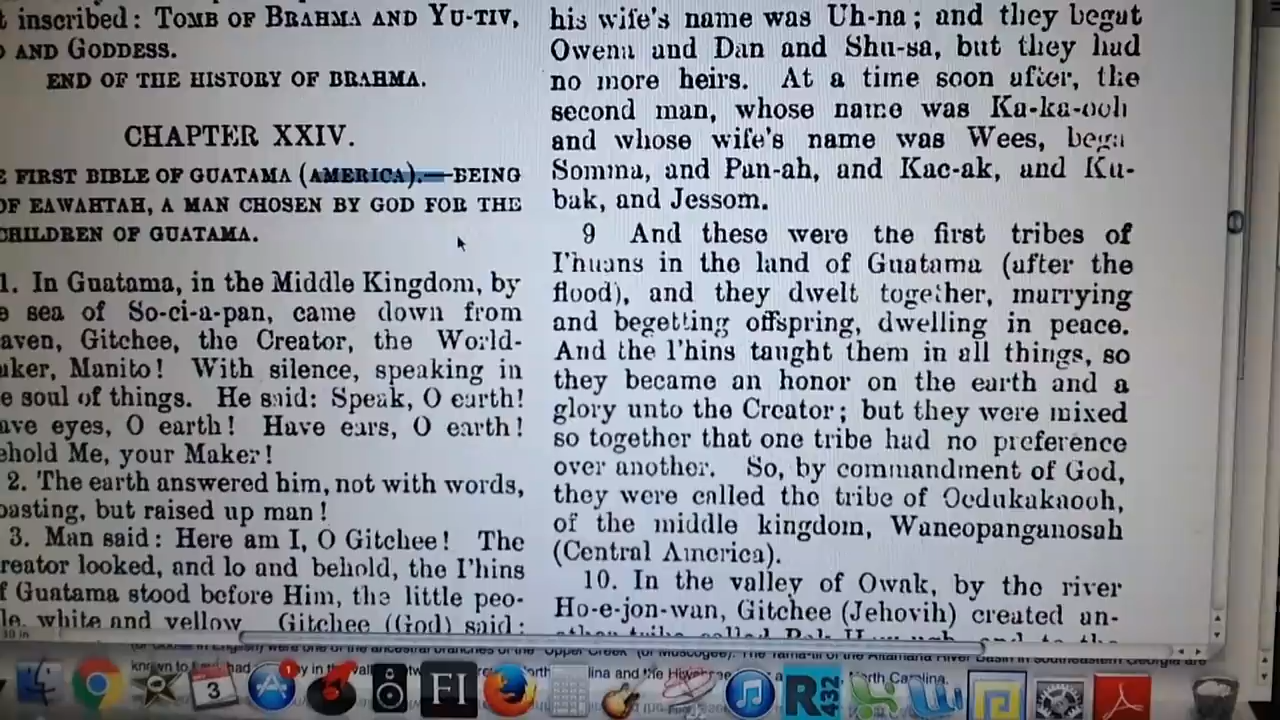 inscribed: TOMB OF BRAHMA AND YU-TIV,
AND GODDESS.
END OF THE HISTORY OF BRAHMA.
CHAPTER XXIV.
FIRST BIBLE OF GUATAMA (AMERICA).—BEING
OF EAWAHTAH, A MAN CHOSEN BY GOD FOR THE
CHILDREN OF GUATAMA.
1. In Guatama, in the Middle Kingdom, by
sea of So-ci-a-pan, came down from
aven, Gitchee, the Creator, the World-
aker, Manito! With silence, speaking in
e soul of things. He said: Speak, O earth!
ave eyes, O earth! Have ears, O earth!
ehold Me, your Maker!
2. The earth answered him, not with words,
oasting, but raised up man!
3. Man said: Here am I, O Gitchee! The
reator looked, and lo and behold, the I'hins
f Guatama stood before Him, the little peo-
le, white and yellow. Gitchee (God) said:
his wife's name was Uh-na; and they begat
Owena and Dan and Shu-sa, but they had
no more heirs. At a time soon after, the
second man, whose name was Ka-ka-ooh
and whose wife's name was Wees, bega
Somma, and Pan-ah, and Kac-ak, and Ku-
bak, and Jessom.
9 And these were the first tribes of
I'huans in the land of Guatama (after the
flood), and they dwelt together, marrying
and begetting offspring, dwelling in peace.
And the I'hins taught them in all things, so
they became an honor on the earth and a
glory unto the Creator; but they were mixed
so together that one tribe had no preference
over another. So, by commandment of God,
they were called the tribe of Oedukakaooh,
of the middle kingdom, Waneopanganosah
(Central America).
10. In the valley of Owak, by the river
Ho-e-jon-wan, Gitchee (Jehovih) created an-
other tribe called
known to had
lina and
North Carolina.
3
1
FI
R
432